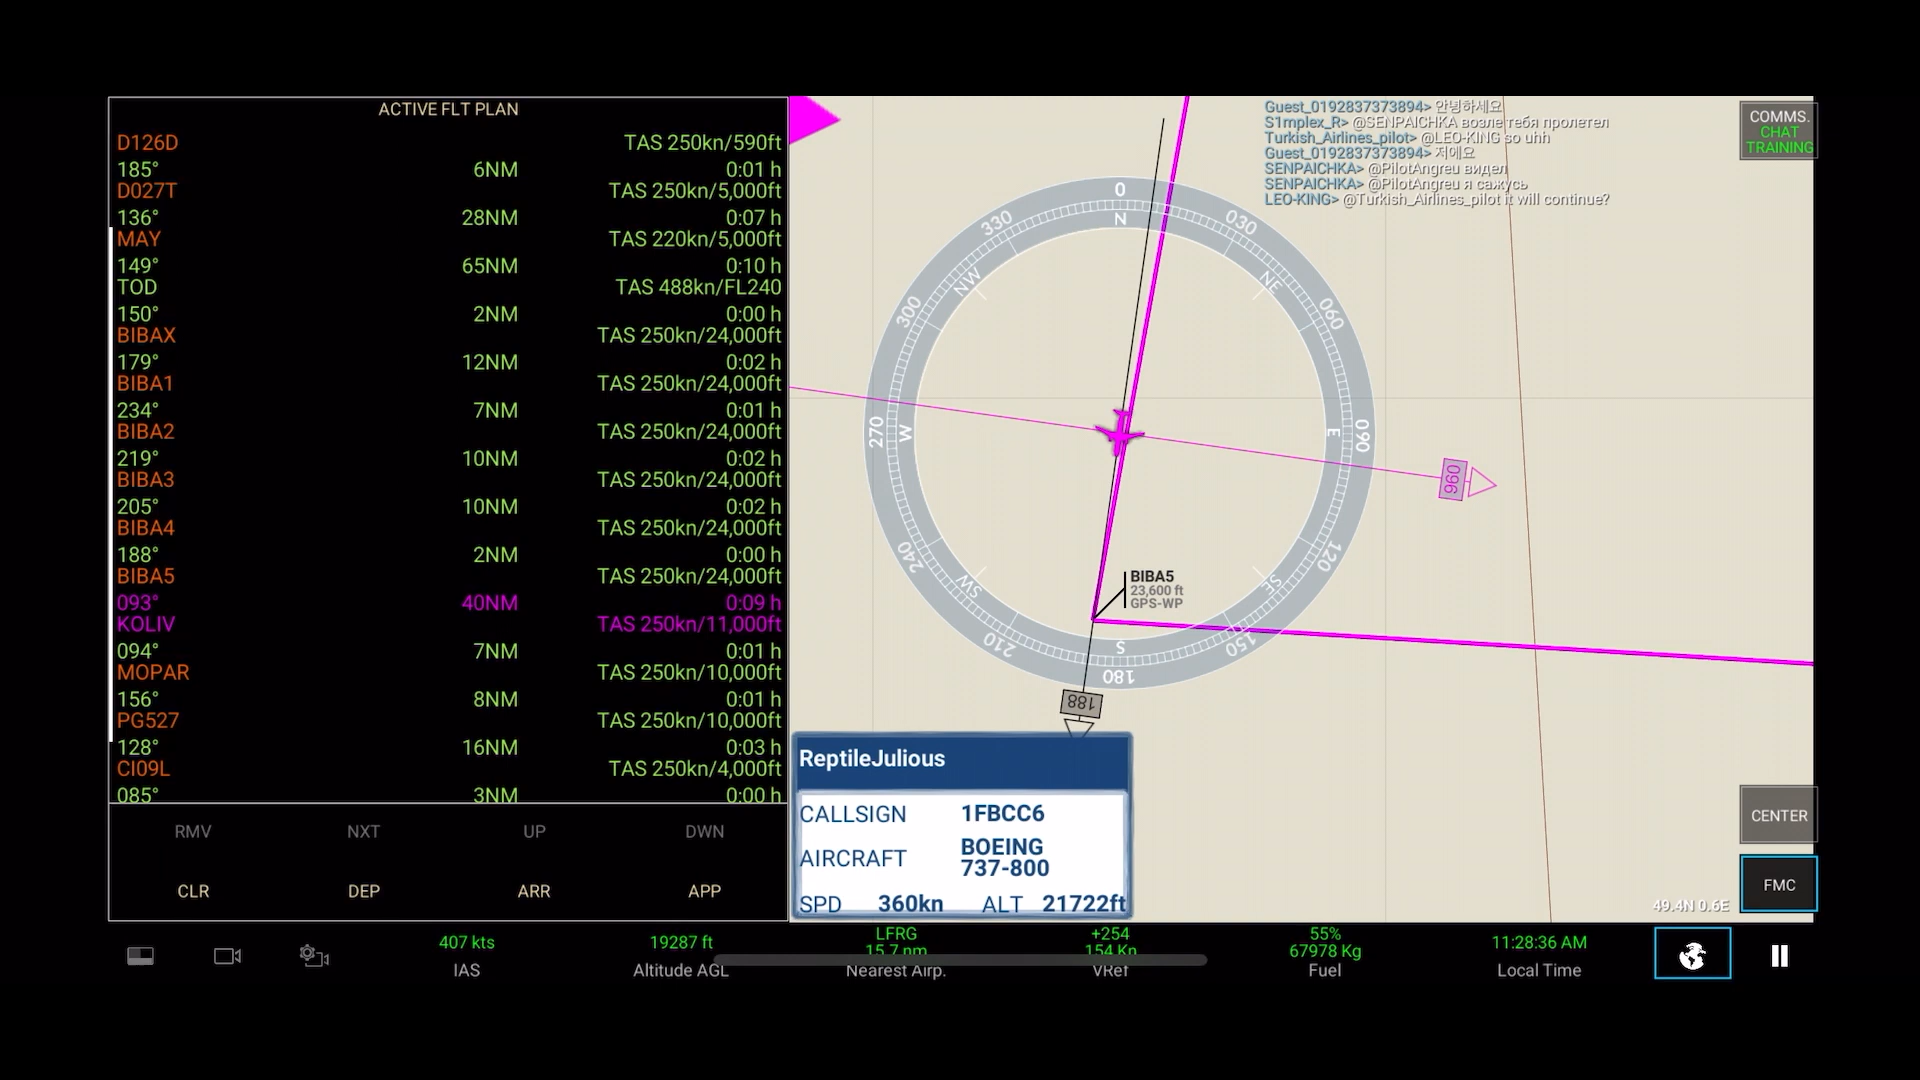 ACTIVE FLT PLAN
D126D TAS 250kn/590ft
185° 6NM 0:01 h
D027T TAS 250kn/5,000ft
136° 28NM 0:07 h
MAY TAS 220kn/5,000ft
149° 65NM 0:10 h
TOD TAS 488kn/FL240
150° 2NM 0:00 h
BIBAX TAS 250kn/24,000ft
179° 12NM 0:02 h
BIBA1 TAS 250kn/24,000ft
234° 7NM 0:01 h
BIBA2 TAS 250kn/24,000ft
219° 10NM 0:02 h
BIBA3 TAS 250kn/24,000ft
205° 10NM 0:02 h
BIBA4 TAS 250kn/24,000ft
188° 2NM 0:00 h
BIBA5 TAS 250kn/24,000ft
093° 40NM 0:09 h
KOLIV TAS 250kn/11,000ft
094° 7NM 0:01 h
MOPAR TAS 250kn/10,000ft
156° 8NM 0:01 h
PG527 TAS 250kn/10,000ft
128° 16NM 0:03 h
CI09L TAS 250kn/4,000ft
085° 3NM 0:00 h
RMV NXT UP DWN
CLR DEP ARR APP
Guest_0192837373894> 안녕하세요
S1mplex_R> @SENPAICHKA возле тебя пролетел
Turkish_Airlines_pilot> @LEO-KING so uhh
Guest_0192837373894> 저에요
SENPAICHKA> @PilotAngreu видел
SENPAICHKA> @PilotAngreu я сажусь
LEO-KING> @Turkish_Airlines_pilot it will continue?
COMMS.
CHAT
TRAINING
0
N
330
030
NW
NE
300
060
270
W
E
090
096
240
120
SW
SE
210
150
S
180
188
BIBA5
23,600 ft
GPS-WP
ReptileJulious
CALLSIGN 1FBCC6
AIRCRAFT BOEING
737-800
SPD 360kn ALT 21722ft
CENTER
FMC
49.4N 0.6E
407 kts
IAS
19287 ft
Altitude AGL
LFRG
15.7 nm
Nearest Airp.
+254
154 Kn
VRef
55%
67978 Kg
Fuel
11:28:36 AM
Local Time